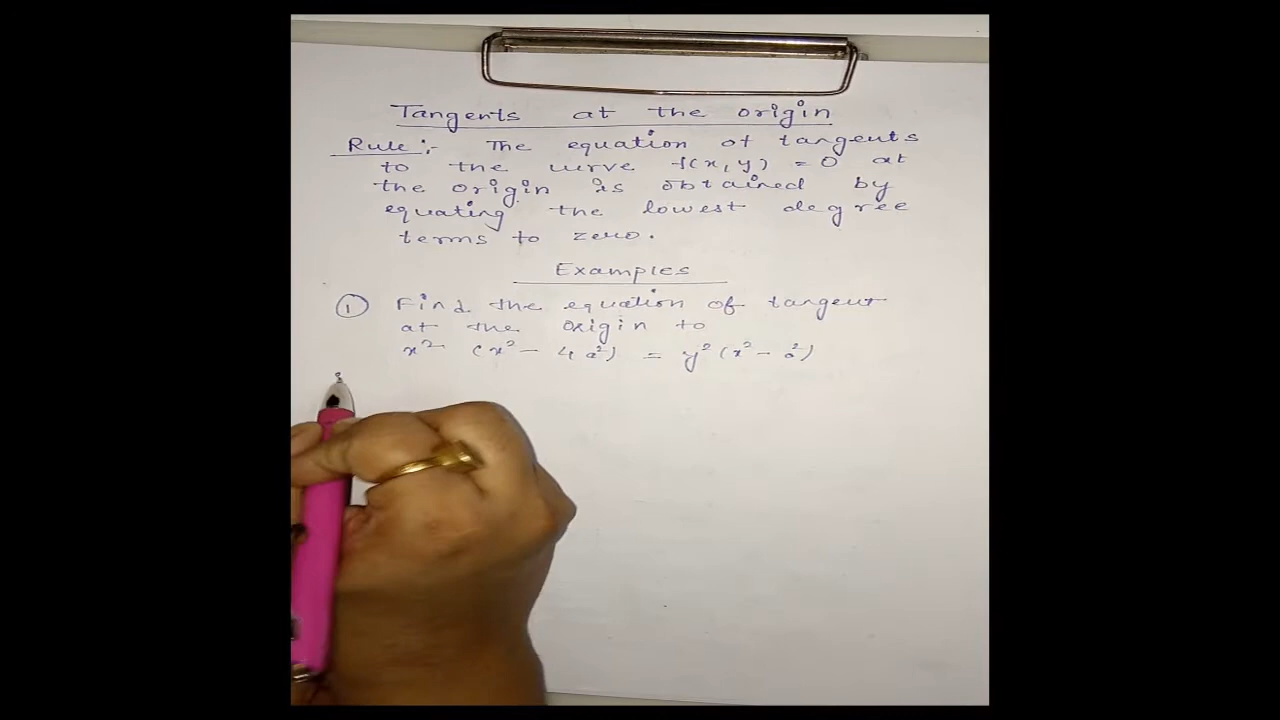 Tangents at the origin
Rule:- The equation of tangents
to the curve f(x, y) = 0 at
the origin is obtained by
equating the lowest degree
terms to zero.
Examples
① Find the equation of tangent
at the origin to
x² (x² - 4a²) = y² (x² - a²)